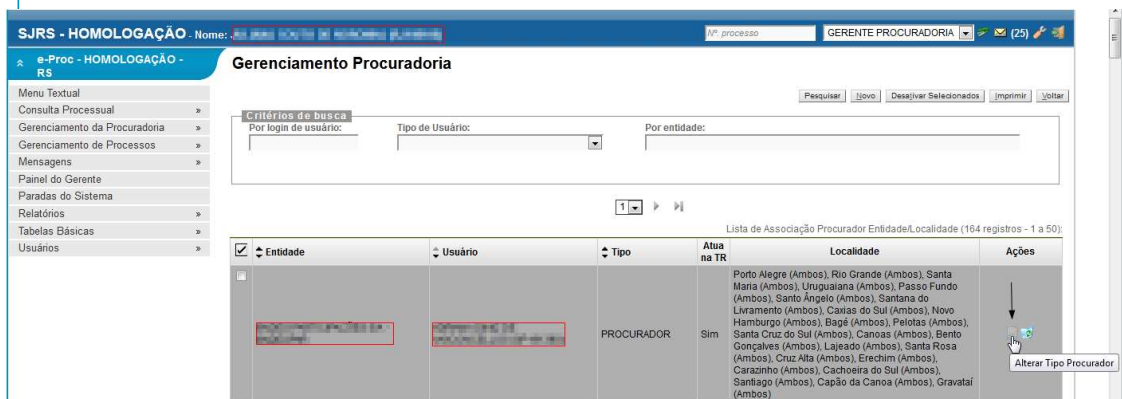 SJRS - HOMOLOGAÇÃO - Nome:
Nº. processo
GERENTE PROCURADORIA
(25)
e-Proc - HOMOLOGAÇÃO -
RS
Menu Textual
Consulta Processual »
Gerenciamento da Procuradoria »
Gerenciamento de Processos »
Mensagens »
Painel do Gerente
Paradas do Sistema
Relatórios »
Tabelas Básicas »
Usuários »
Gerenciamento Procuradoria
Pesquisar Novo Desativar Selecionados Imprimir Voltar
Critérios de busca
Por login de usuário: Tipo de Usuário: Por entidade:
1
Lista de Associação Procurador Entidade/Localidade (164 registros - 1 a 50):
Entidade Usuário Tipo Atua na TR Localidade Ações
PROCURADOR Sim
Porto Alegre (Ambos), Rio Grande (Ambos), Santa
Maria (Ambos), Uruguaiana (Ambos), Passo Fundo
(Ambos), Santo Ângelo (Ambos), Santana do
Livramento (Ambos), Caxias do Sul (Ambos), Novo
Hamburgo (Ambos), Bagé (Ambos), Pelotas (Ambos),
Santa Cruz do Sul (Ambos), Canoas (Ambos), Bento
Gonçalves (Ambos), Lajeado (Ambos), Santa Rosa
(Ambos), Cruz Alta (Ambos), Erechim (Ambos),
Carazinho (Ambos), Cachoeira do Sul (Ambos),
Santiago (Ambos), Capão da Canoa (Ambos), Gravataí
(Ambos)
Alterar Tipo Procurador